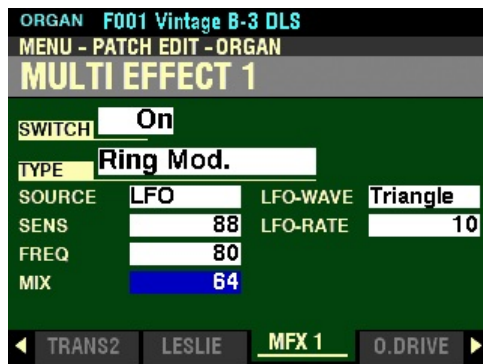 ORGAN F001 Vintage B-3 DLS
MENU - PATCH EDIT - ORGAN
MULTI EFFECT 1
SWITCH On
TYPE Ring Mod.
SOURCE LFO LFO-WAVE Triangle
SENS 88 LFO-RATE 10
FREQ 80
MIX 64
TRANS2 LESLIE MFX 1 O.DRIVE